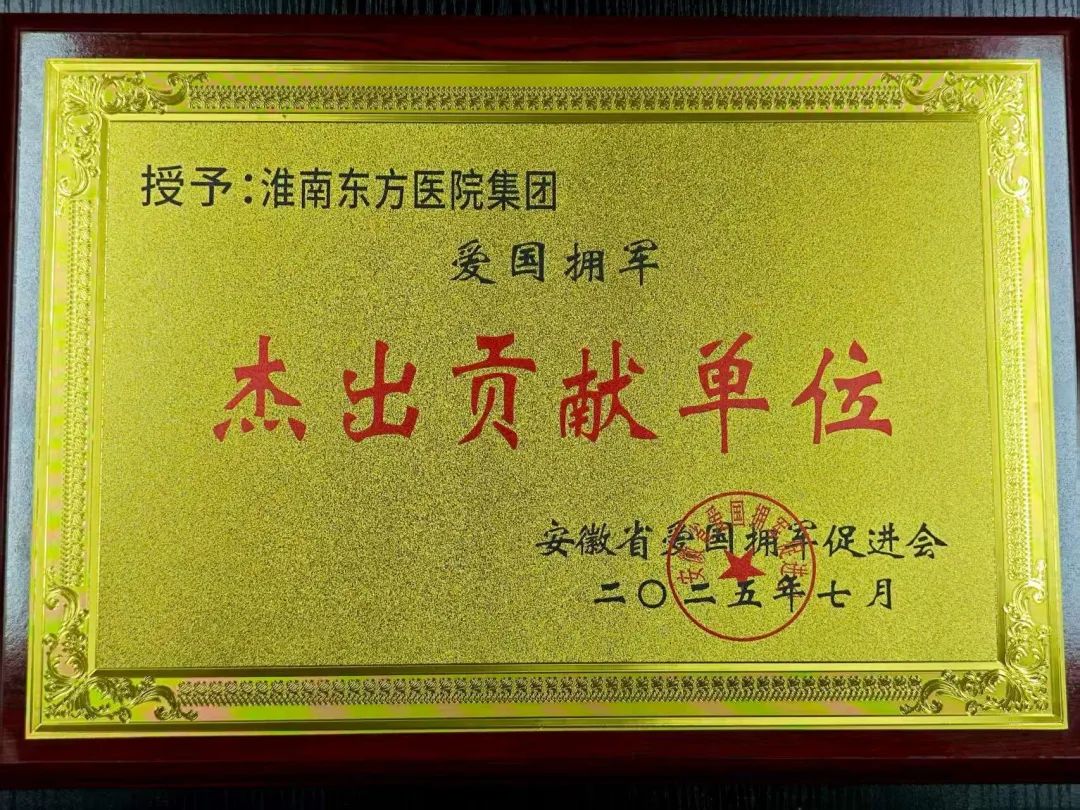 授予：淮南东方医院集团
爱国拥军
杰出贡献单位
安徽省爱国拥军促进会
二〇二五年七月